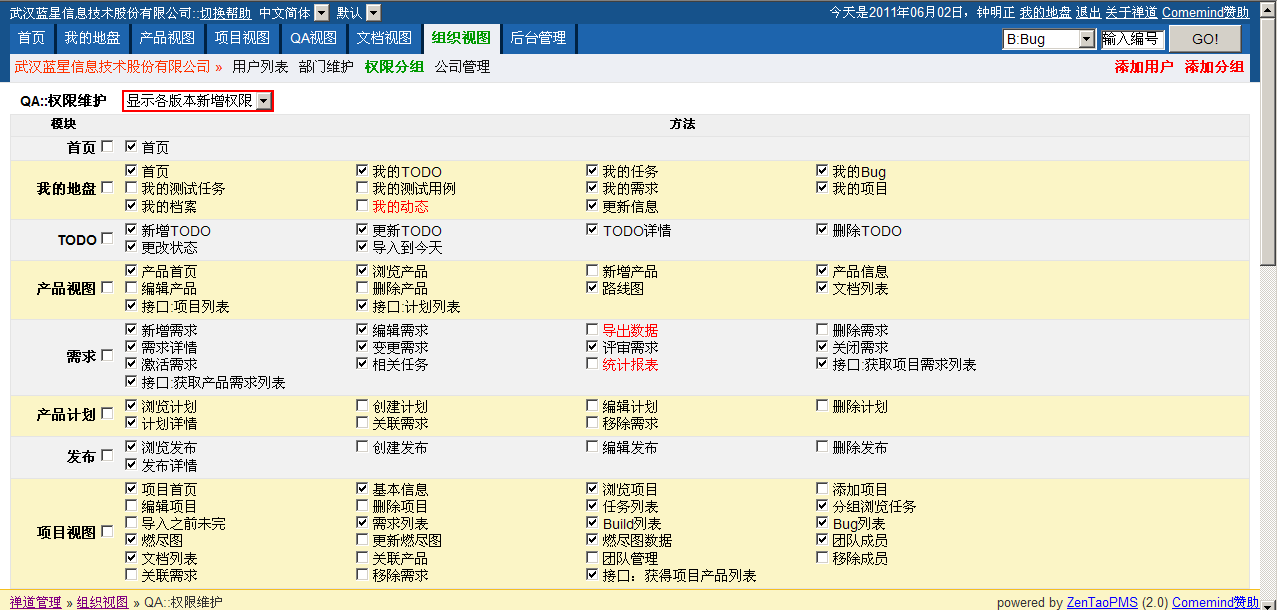 武汉蓝星信息技术股份有限公司::切换帮助 中文简体 默认 今天是2011年06月02日，钟明正 我的地盘 退出 关于禅道 Comemind赞助
首页 我的地盘 产品视图 项目视图 QA视图 文档视图 组织视图 后台管理 B:Bug 输入编号 GO!
武汉蓝星信息技术股份有限公司 » 用户列表 部门维护 权限分组 公司管理 添加用户 添加分组
QA::权限维护 显示各版本新增权限
模块 方法
首页 首页
首页 我的TODO 我的任务 我的Bug
我的地盘 我的测试任务 我的测试用例 我的需求 我的项目
我的档案 我的动态 更新信息
新增TODO 更新TODO TODO详情 删除TODO
TODO 更改状态 导入到今天
产品首页 浏览产品 新增产品 产品信息
产品视图 编辑产品 删除产品 路线图 文档列表
接口:项目列表 接口:计划列表
新增需求 编辑需求 导出数据 删除需求
需求详情 变更需求 评审需求 关闭需求
需求 激活需求 相关任务 统计报表 接口:获取项目需求列表
接口:获取产品需求列表
浏览计划 创建计划 编辑计划 删除计划
产品计划 计划详情 关联需求 移除需求
浏览发布 创建发布 编辑发布 删除发布
发布 发布详情
项目首页 基本信息 浏览项目 添加项目
编辑项目 删除项目 任务列表 分组浏览任务
导入之前未完 需求列表 Build列表 Bug列表
项目视图 燃尽图 更新燃尽图 燃尽图数据 团队成员
文档列表 关联产品 团队管理 移除成员
关联需求 移除需求 接口：获得项目产品列表
禅道管理 » 组织视图 » QA::权限维护 powered by ZenTaoPMS (2.0) Comemind赞助